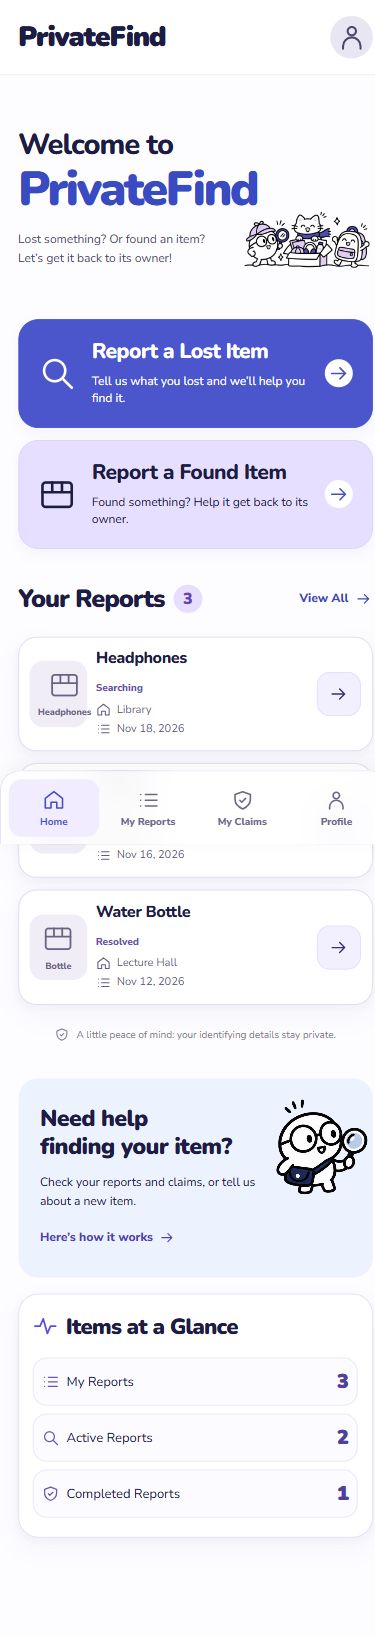 PrivateFind
Welcome to
PrivateFind
Lost something? Or found an item?
Let's get it back to its owner!
Report a Lost Item
Tell us what you lost and we'll help you
find it.
Report a Found Item
Found something? Help it get back to its
owner.
Your Reports 3
View All
Headphones
Searching
Headphones
Library
Nov 18, 2026
Home
My Reports
My Claims
Profile
Nov 16, 2026
Water Bottle
Resolved
Bottle
Lecture Hall
Nov 12, 2026
A little peace of mind: your identifying details stay private.
Need help
finding your item?
Check your reports and claims, or tell us
about a new item.
Here's how it works
Items at a Glance
My Reports 3
Active Reports 2
Completed Reports 1